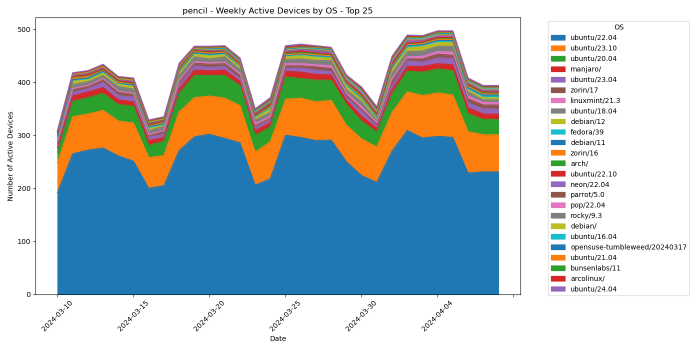 pencil - Weekly Active Devices by OS - Top 25
Number of Active Devices
500
400
300
200
100
0
2024-03-10
2024-03-15
2024-03-20
2024-03-25
2024-03-30
2024-04-04
Date
OS
ubuntu/22.04
ubuntu/23.10
ubuntu/20.04
manjaro/
ubuntu/23.04
zorin/17
linuxmint/21.3
ubuntu/18.04
debian/12
fedora/39
debian/11
zorin/16
arch/
ubuntu/22.10
neon/22.04
parrot/5.0
pop/22.04
rocky/9.3
debian/
ubuntu/16.04
opensuse-tumbleweed/20240317
ubuntu/21.04
bunsenlabs/11
arcolinux/
ubuntu/24.04